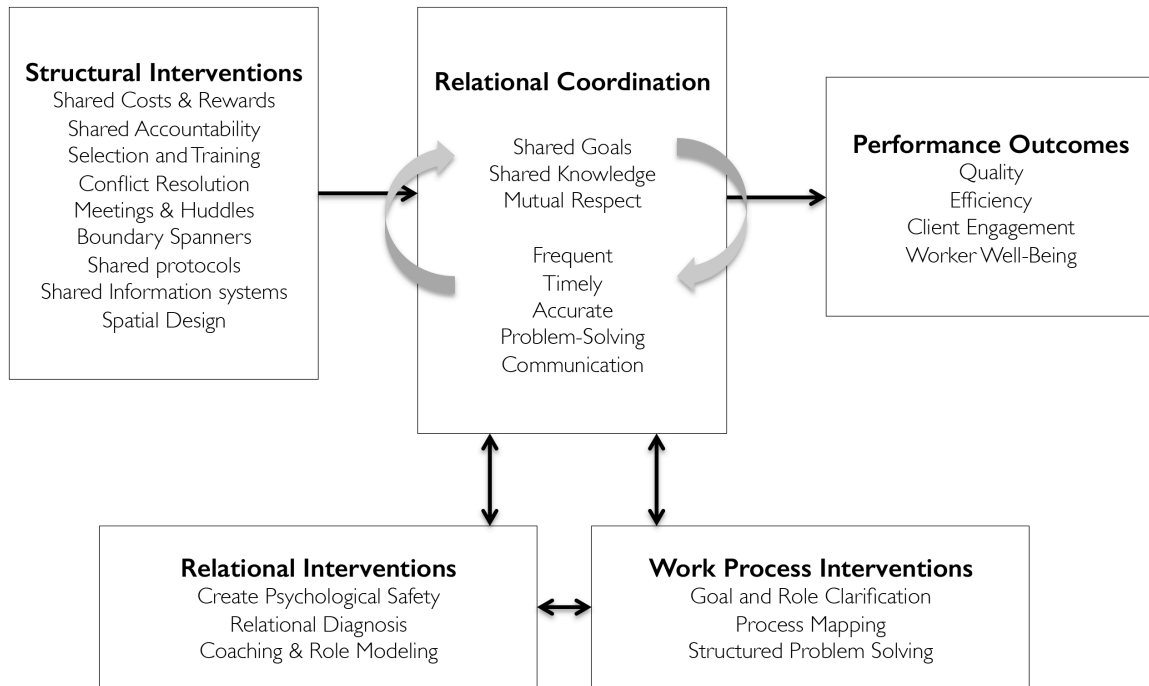 Structural Interventions
Shared Costs & Rewards
Shared Accountability
Selection and Training
Conflict Resolution
Meetings & Huddles
Boundary Spanners
Shared protocols
Shared Information systems
Spatial Design
Relational Coordination
Shared Goals
Shared Knowledge
Mutual Respect
Frequent
Timely
Accurate
Problem-Solving
Communication
Performance Outcomes
Quality
Efficiency
Client Engagement
Worker Well-Being
Relational Interventions
Create Psychological Safety
Relational Diagnosis
Coaching & Role Modeling
Work Process Interventions
Goal and Role Clarification
Process Mapping
Structured Problem Solving